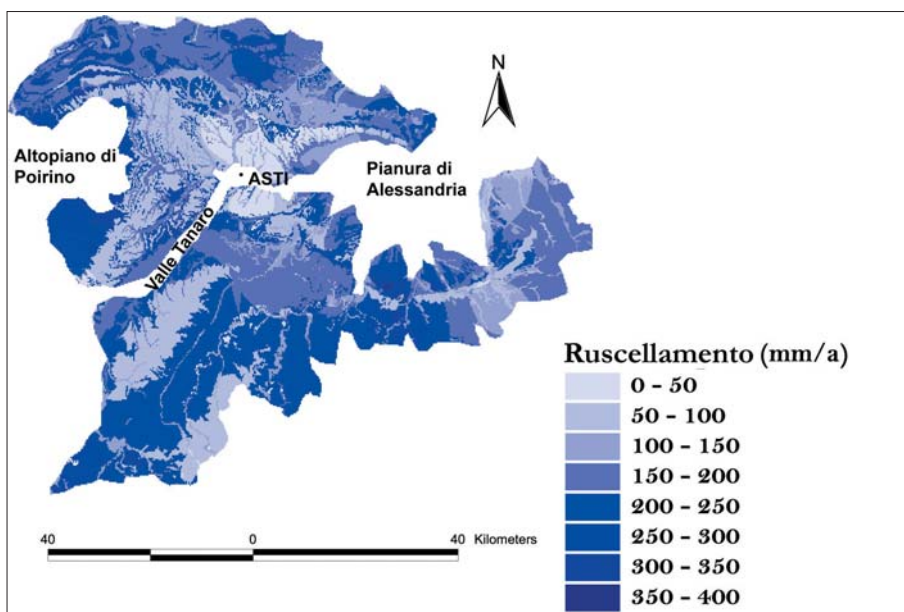 N
Altopiano di
Poirino
ASTI
Pianura di
Alessandria
Valle Tanaro
Ruscellamento (mm/a)
0 - 50
50 - 100
100 - 150
150 - 200
200 - 250
250 - 300
300 - 350
350 - 400
40 0 40 Kilometers